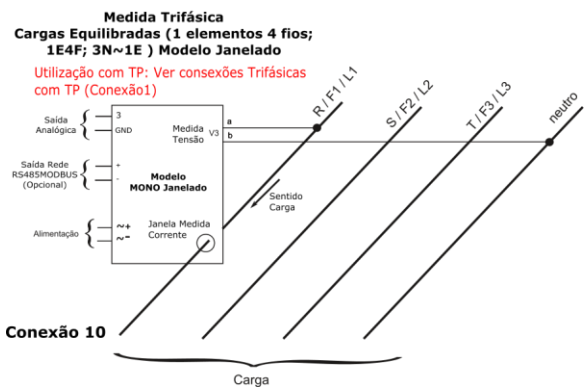 Medida Trifásica
Cargas Equilibradas (1 elementos 4 fios;
1E4F; 3N~1E ) Modelo Janelado
Utilização com TP: Ver consexões Trifásicas
com TP (Conexão1)
R / F1 / L1
S / F2 / L2
T / F3 / L3
neutro
Saída
Analógica
3
GND
Medida
Tensão
V3
a
b
Saída Rede
RS485MODBUS
(Opcional)
+
-
Modelo
MONO Janelado
Sentido
Carga
Alimentação
~+
~-
Janela Medida
Corrente
Conexão 10
Carga